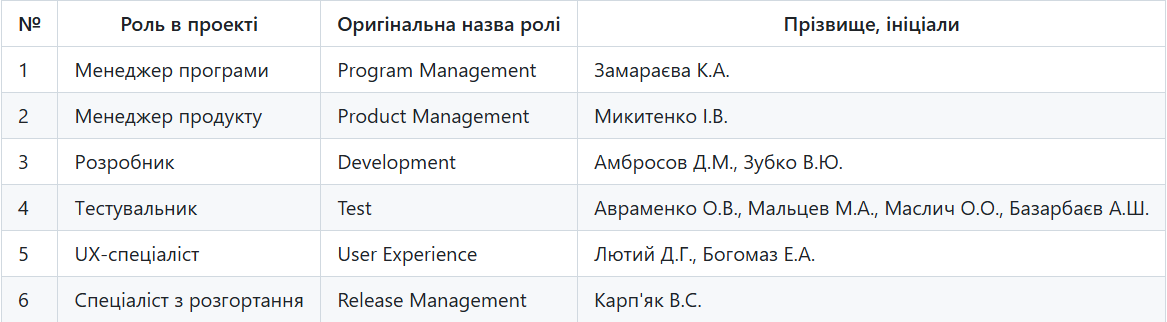 № Роль в проекті Оригінальна назва ролі Прізвище, ініціали
1 Менеджер програми Program Management Замараєва К.А.
2 Менеджер продукту Product Management Микитенко І.В.
3 Розробник Development Амбросов Д.М., Зубко В.Ю.
4 Тестувальник Test Авраменко О.В., Мальцев М.А., Маслич О.О., Базарбаєв А.Ш.
5 UX-спеціаліст User Experience Лютий Д.Г., Богомаз Е.А.
6 Спеціаліст з розгортання Release Management Карп'як В.С.